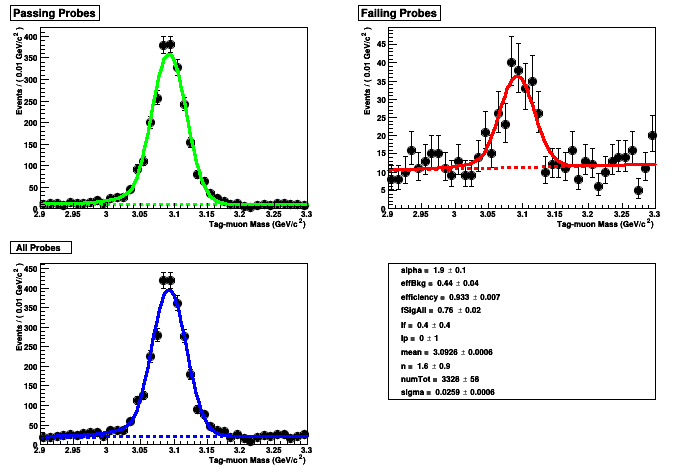 Passing Probes
Events / ( 0.01 GeV/c² )
400
350
300
250
200
150
100
50
0
2.9 2.95 3 3.05 3.1 3.15 3.2 3.25 3.3
Tag-muon Mass (GeV/c²)
Failing Probes
Events / ( 0.01 GeV/c² )
45
40
35
30
25
20
15
10
5
0
2.9 2.95 3 3.05 3.1 3.15 3.2 3.25 3.3
Tag-muon Mass (GeV/c²)
All Probes
Events / ( 0.01 GeV/c² )
450
400
350
300
250
200
150
100
50
0
2.9 2.95 3 3.05 3.1 3.15 3.2 3.25 3.3
Tag-muon Mass (GeV/c²)
alpha = 1.9 ± 0.1
effBkg = 0.44 ± 0.04
efficiency = 0.933 ± 0.007
fSigAll = 0.76 ± 0.02
lf = 0.4 ± 0.4
lp = 0 ± 1
mean = 3.0926 ± 0.0006
n = 1.6 ± 0.9
numTot = 3328 ± 58
sigma = 0.0259 ± 0.0006